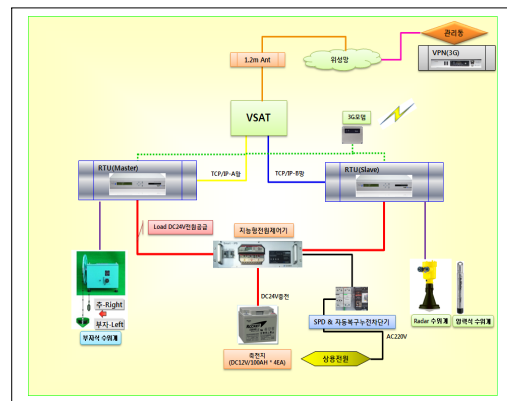 관리동
VPN(3G)
1.2m Ant
위성망
VSAT
3G모뎀
RTU(Master)
TCP/IP-A망
TCP/IP-B망
RTU(Slave)
Load DC24V전원공급
지능형전원제어기
추-Right
부자-Left
부자식 수위계
DC24V충전
축전지
(DC12V/100AH * 4EA)
SPD & 자동복구누전차단기
AC220V
상용전원
Radar 수위계
압력식 수위계